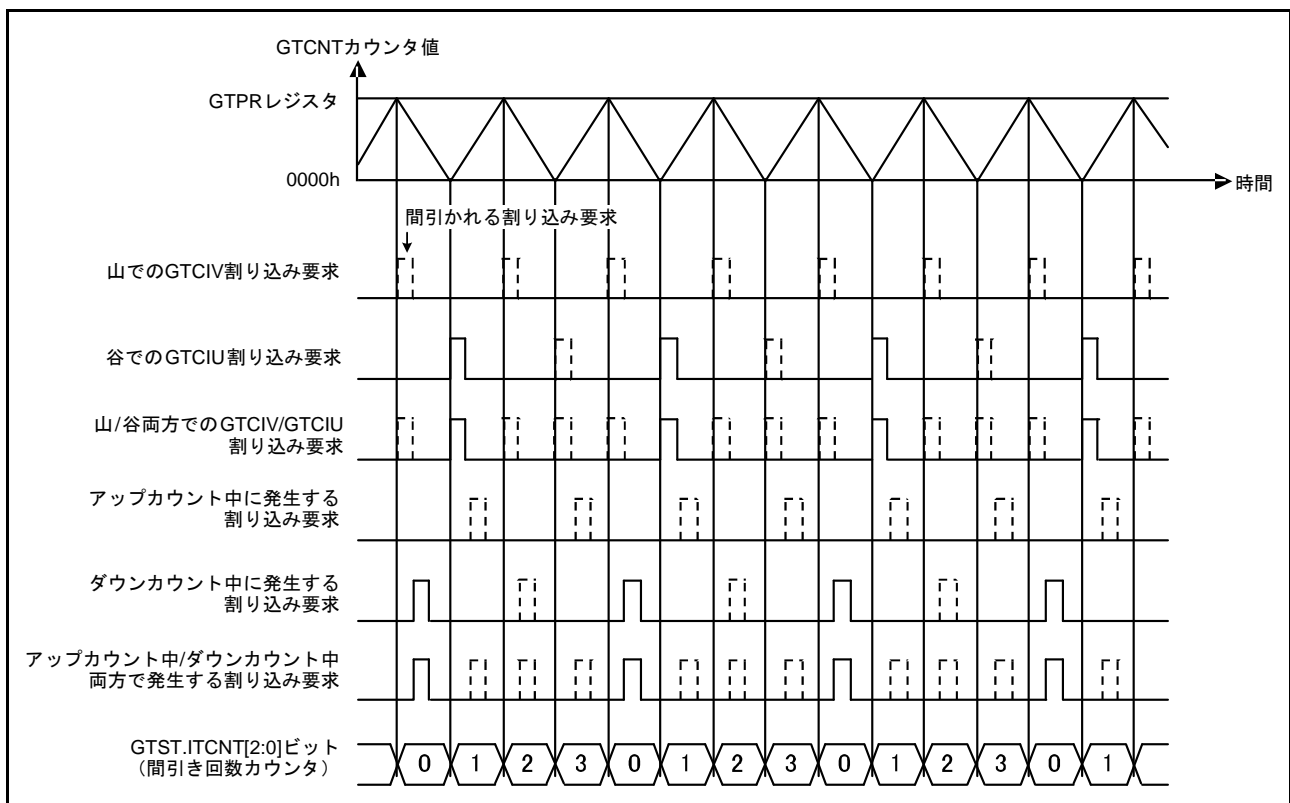 GTCNTカウンタ値
GTPRレジスタ
0000h
時間
間引かれる割り込み要求
山でのGTCIV割り込み要求
谷でのGTCIU割り込み要求
山/谷両方でのGTCIV/GTCIU
割り込み要求
アップカウント中に発生する
割り込み要求
ダウンカウント中に発生する
割り込み要求
アップカウント中/ダウンカウント中
両方で発生する割り込み要求
GTST.ITCNT[2:0]ビット
（間引き回数カウンタ）
0 1 2 3 0 1 2 3 0 1 2 3 0 1